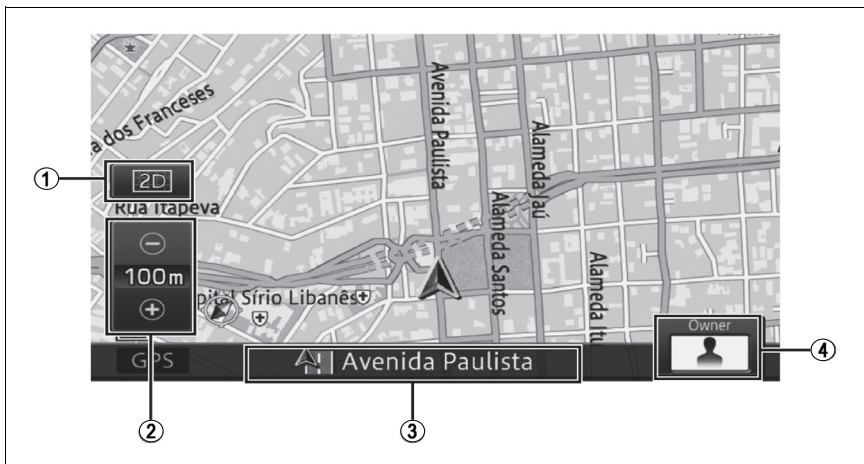 a dos Franceses
Avenida Paulista
Alameda Jaú
① 2D
Rua Itapeva
Alameda Santos
100m
pital Sírio Libanês
Alameda Itu
Owner
④
GPS
Avenida Paulista
②
③